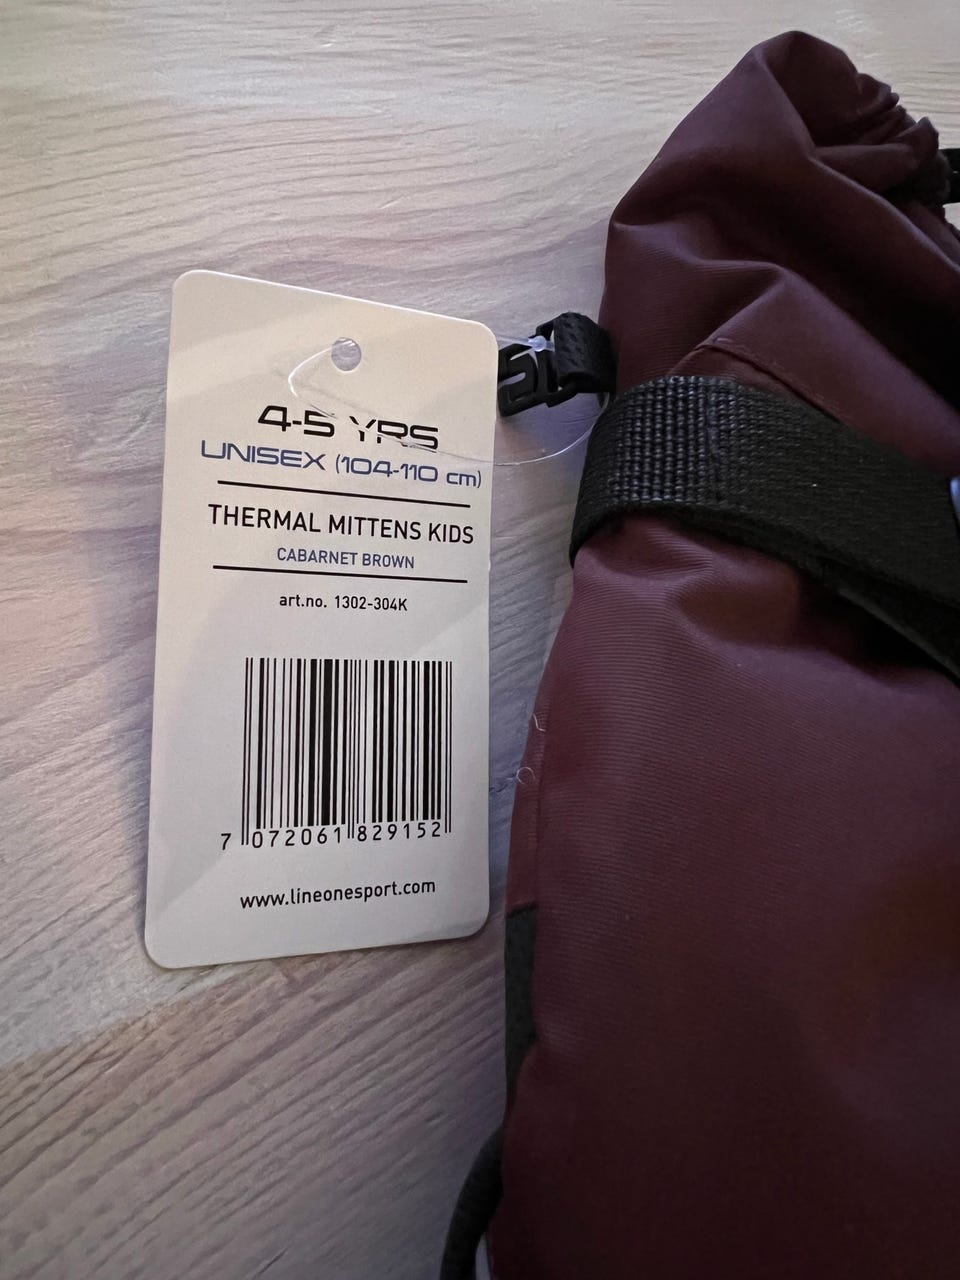 4-5 YRS
UNISEX (104-110 cm)
THERMAL MITTENS KIDS
CABARNET BROWN
art.no. 1302-304K
7 072061 829152
www.lineonesport.com